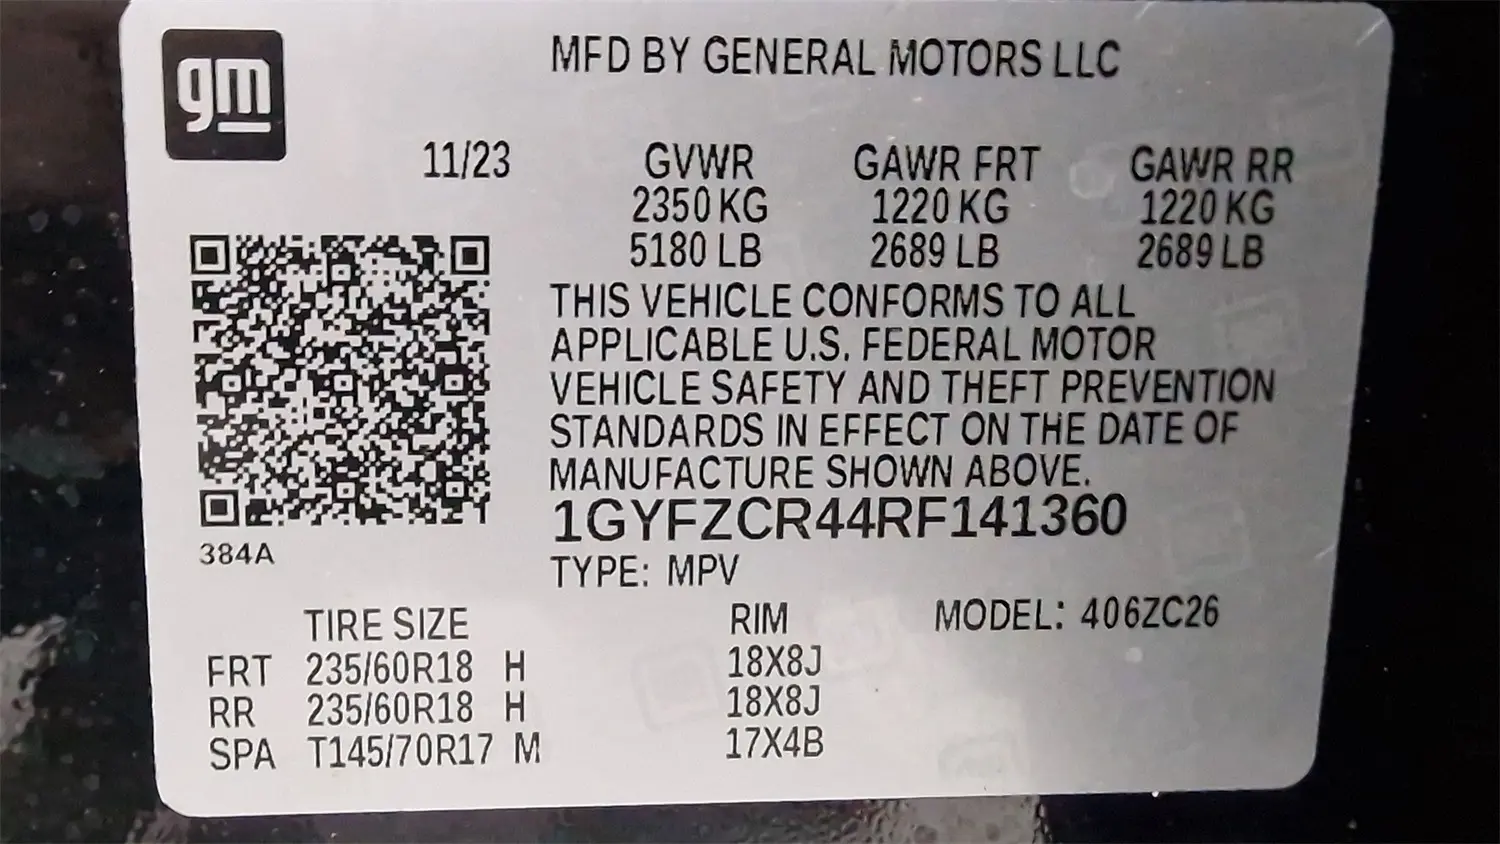 gm
MFD BY GENERAL MOTORS LLC
11/23 GVWR GAWR FRT GAWR RR
2350 KG 1220 KG 1220 KG
5180 LB 2689 LB 2689 LB
THIS VEHICLE CONFORMS TO ALL
APPLICABLE U.S. FEDERAL MOTOR
VEHICLE SAFETY AND THEFT PREVENTION
STANDARDS IN EFFECT ON THE DATE OF
MANUFACTURE SHOWN ABOVE.
1GYFZCR44RF141360
384A
TYPE: MPV
TIRE SIZE RIM MODEL: 406ZC26
FRT 235/60R18 H 18X8J
RR 235/60R18 H 18X8J
SPA T145/70R17 M 17X4B